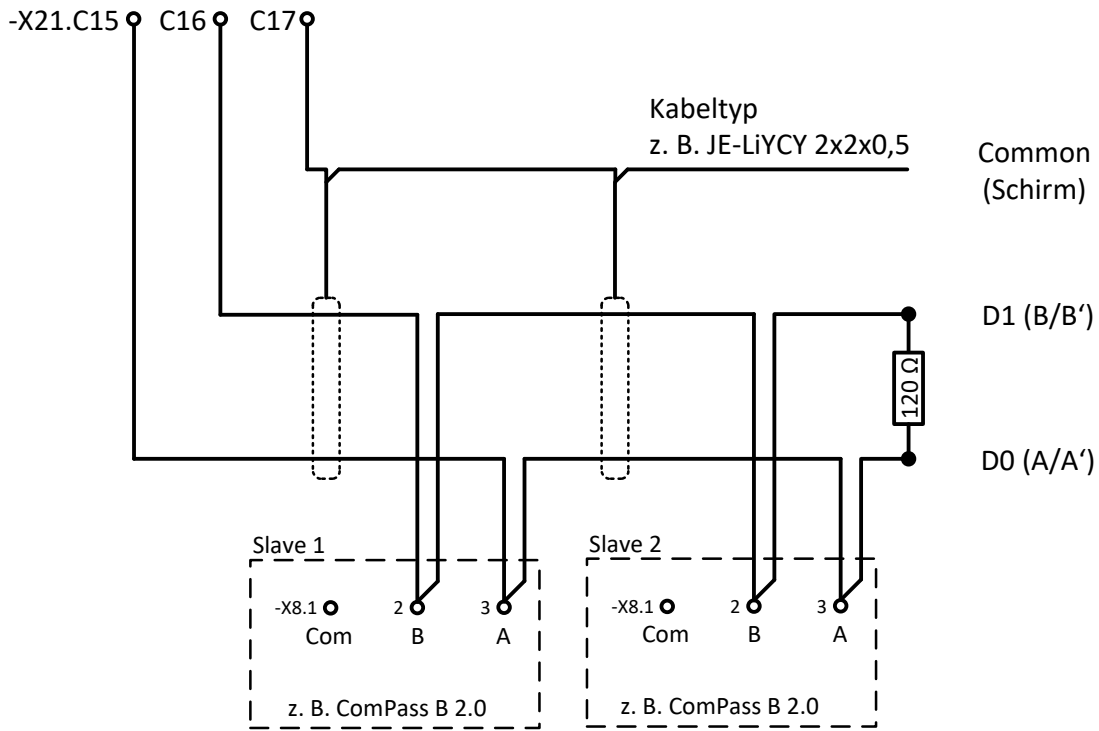 -X21.C15 C16 C17
Kabeltyp
z. B. JE-LiYCY 2x2x0,5
Common
(Schirm)
D1 (B/B‘)
120 Ω
D0 (A/A‘)
Slave 1
-X8.1 2 3
Com B A
z. B. ComPass B 2.0
Slave 2
-X8.1 2 3
Com B A
z. B. ComPass B 2.0